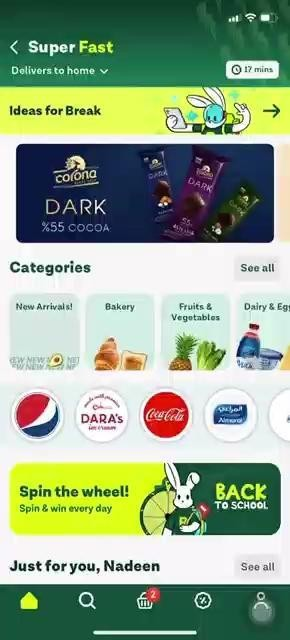 Super Fast
Delivers to home
17 mins
Ideas for Break
corona
DARK
%55 COCOA
DARK
Categories
See all
New Arrivals!
Bakery
Fruits &
Vegetables
Dairy & Egg
DARA's
ice cream
Coca-Cola
المراعي
Almarai
Spin the wheel!
Spin & win every day
BACK
TO SCHOOL
Just for you, Nadeen
See all
2